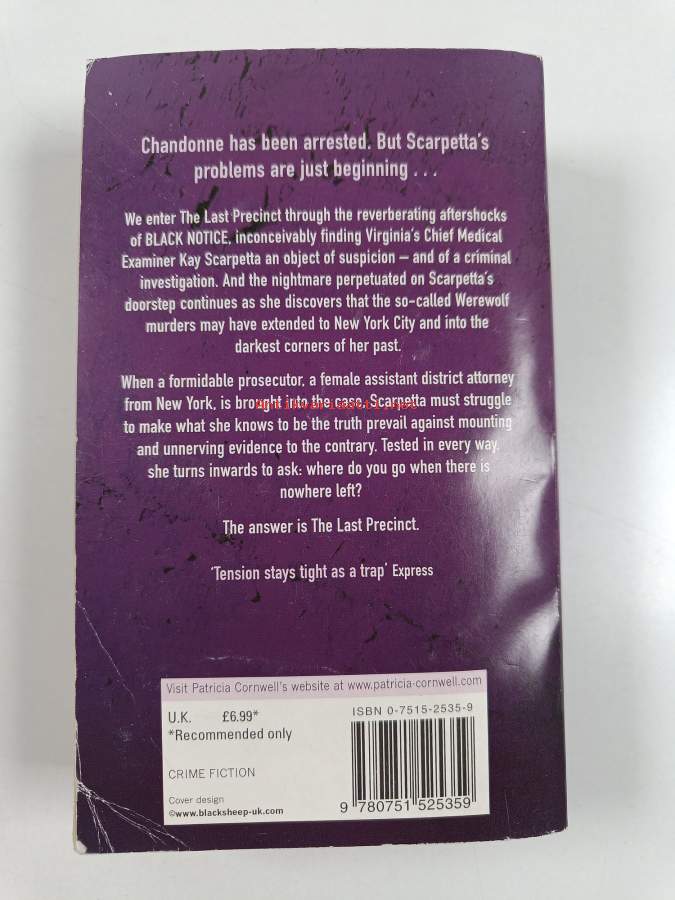 Chandonne has been arrested. But Scarpetta's
problems are just beginning . . .
We enter The Last Precinct through the reverberating aftershocks
of BLACK NOTICE, inconceivably finding Virginia's Chief Medical
Examiner Kay Scarpetta an object of suspicion – and of a criminal
investigation. And the nightmare perpetuated on Scarpetta's
doorstep continues as she discovers that the so-called Werewolf
murders may have extended to New York City and into the
darkest corners of her past.
When a formidable prosecutor, a female assistant district attorney
from New York, is brought into the case, Scarpetta must struggle
to make what she knows to be the truth prevail against mounting
and unnerving evidence to the contrary. Tested in every way,
she turns inwards to ask: where do you go when there is
nowhere left?
The answer is The Last Precinct.
'Tension stays tight as a trap' Express
Visit Patricia Cornwell's website at www.patricia-cornwell.com
U.K. £6.99*
*Recommended only
CRIME FICTION
Cover design
©www.blacksheep-uk.com
ISBN 0-7515-2535-9
9 780751 525359